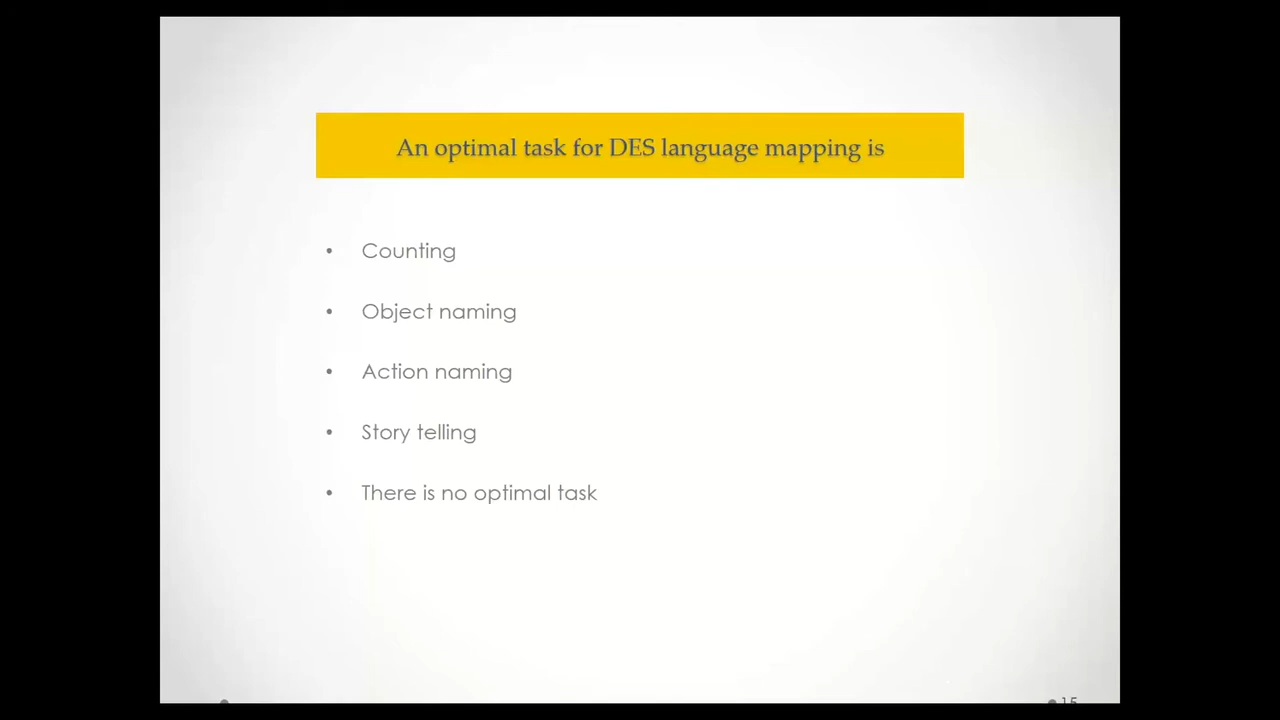 An optimal task for DES language mapping is
• Counting
• Object naming
• Action naming
• Story telling
• There is no optimal task
15